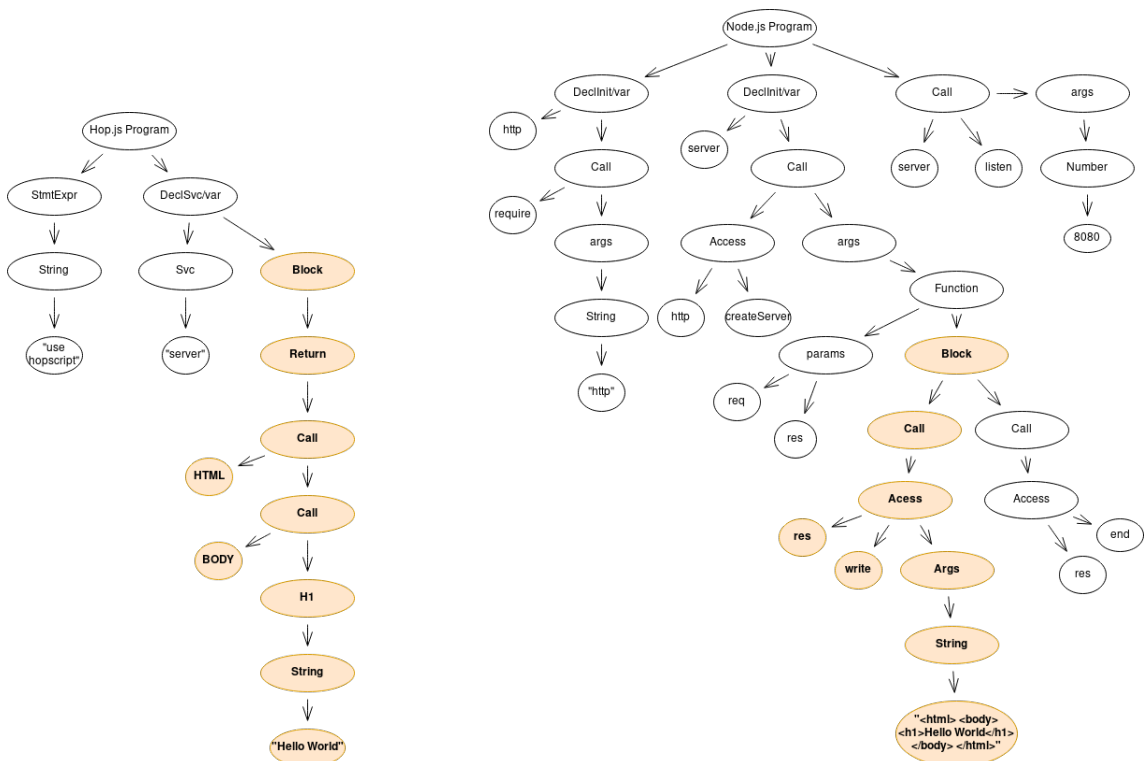 Hop.js Program
StmtExpr
DeclSvc/var
String
Svc
Block
"use
hopscript"
"server"
Return
Call
HTML
Call
BODY
H1
String
"Hello World"
Node.js Program
DeclInit/var
DeclInit/var
Call
args
http
server
Call
Call
server
listen
Number
require
args
Access
args
8080
String
http
createServer
Function
"http"
params
Block
req
res
Call
Call
Acess
Access
res
write
Args
end
res
String
"<html> <body>
<h1>Hello World</h1>
</body> </html>"